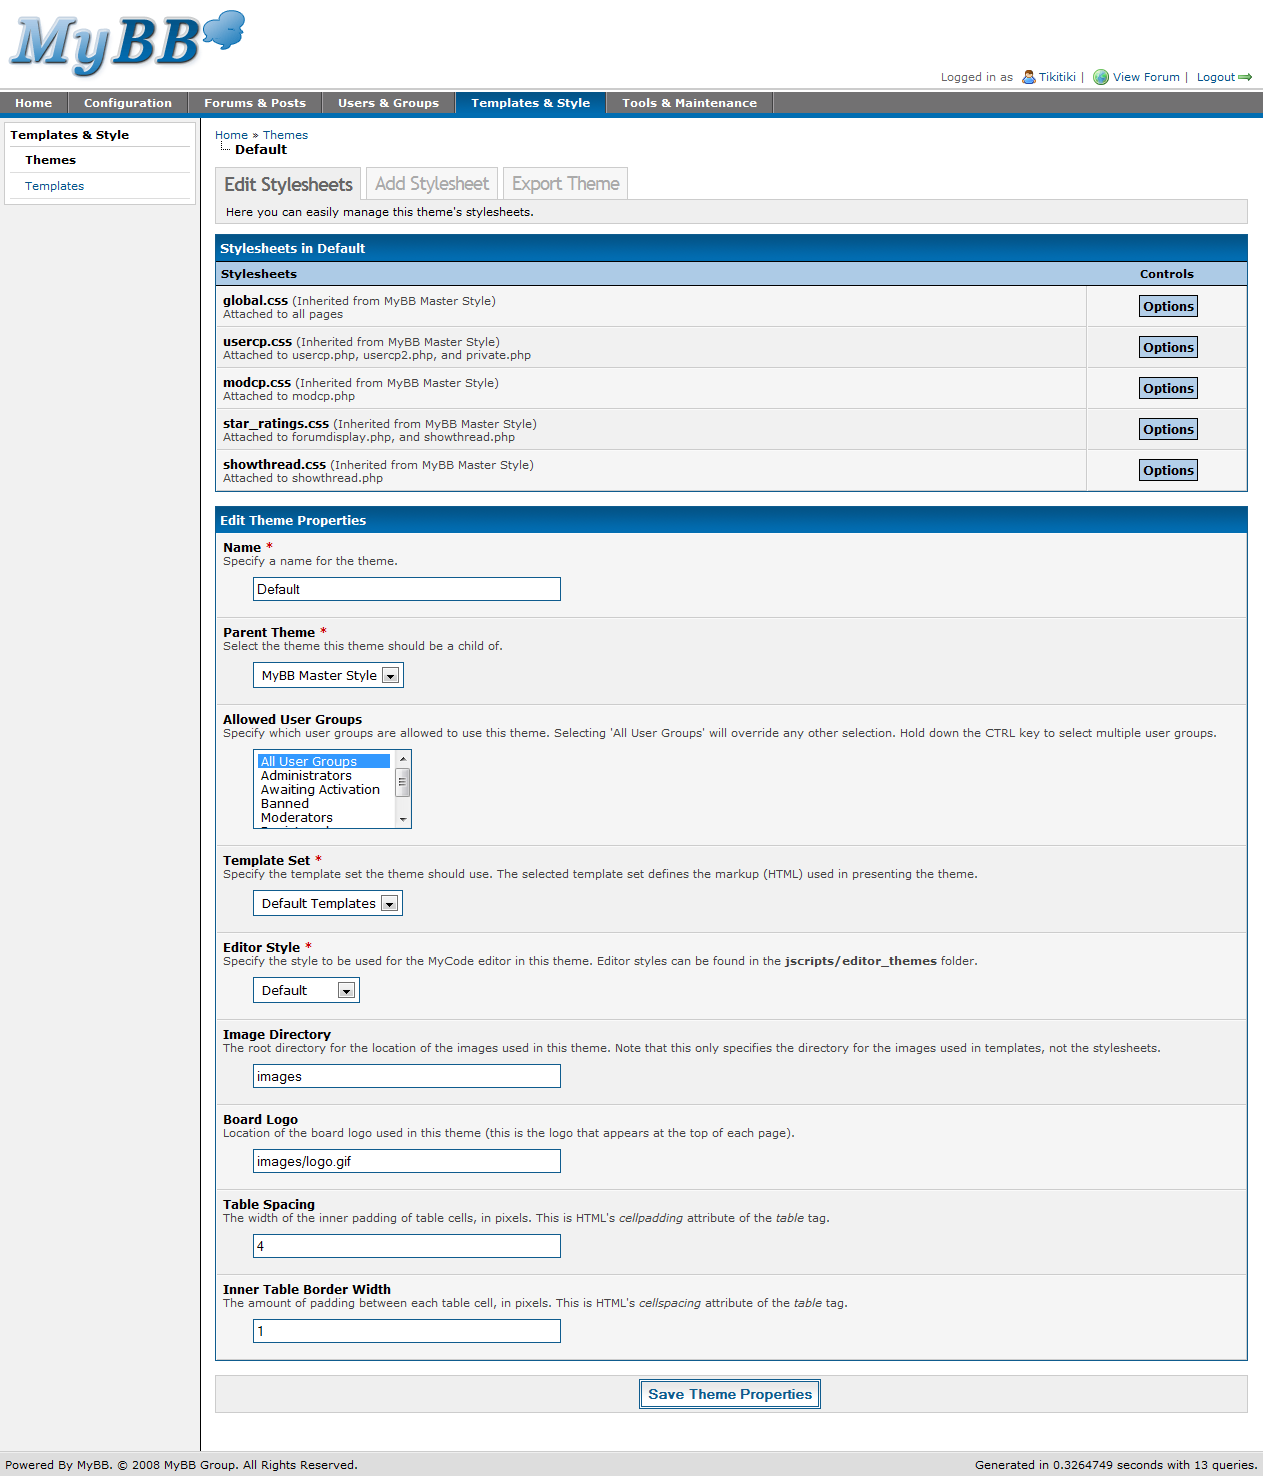 MyBB
Logged in as Tikitiki | View Forum | Logout
Home Configuration Forums & Posts Users & Groups Templates & Style Tools & Maintenance
Templates & Style
Themes
Templates
Home » Themes
Default
Edit Stylesheets Add Stylesheet Export Theme
Here you can easily manage this theme's stylesheets.
Stylesheets in Default
Stylesheets Controls
global.css (Inherited from MyBB Master Style)
Attached to all pages
Options
usercp.css (Inherited from MyBB Master Style)
Attached to usercp.php, usercp2.php, and private.php
Options
modcp.css (Inherited from MyBB Master Style)
Attached to modcp.php
Options
star_ratings.css (Inherited from MyBB Master Style)
Attached to forumdisplay.php, and showthread.php
Options
showthread.css (Inherited from MyBB Master Style)
Attached to showthread.php
Options
Edit Theme Properties
Name *
Specify a name for the theme.
Default
Parent Theme *
Select the theme this theme should be a child of.
MyBB Master Style
Allowed User Groups
Specify which user groups are allowed to use this theme. Selecting 'All User Groups' will override any other selection. Hold down the CTRL key to select multiple user groups.
All User Groups
Administrators
Awaiting Activation
Banned
Moderators
Template Set *
Specify the template set the theme should use. The selected template set defines the markup (HTML) used in presenting the theme.
Default Templates
Editor Style *
Specify the style to be used for the MyCode editor in this theme. Editor styles can be found in the jscripts/editor_themes folder.
Default
Image Directory
The root directory for the location of the images used in this theme. Note that this only specifies the directory for the images used in templates, not the stylesheets.
images
Board Logo
Location of the board logo used in this theme (this is the logo that appears at the top of each page).
images/logo.gif
Table Spacing
The width of the inner padding of table cells, in pixels. This is HTML's cellpadding attribute of the table tag.
4
Inner Table Border Width
The amount of padding between each table cell, in pixels. This is HTML's cellspacing attribute of the table tag.
1
Save Theme Properties
Powered By MyBB. © 2008 MyBB Group. All Rights Reserved.
Generated in 0.3264749 seconds with 13 queries.